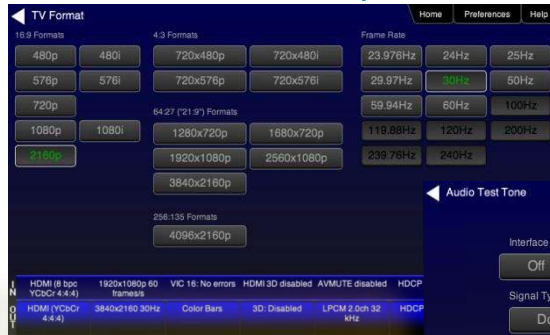 TV Format
Home Preferences Help
16:9 Formats
4:3 Formats
Frame Rate
480p 480i 720x480p 720x480i 23.976Hz 24Hz 25Hz
576p 576i 720x576p 720x576i 29.97Hz 30Hz 50Hz
720p 59.94Hz 60Hz 100Hz
64:27 ("21:9") Formats
1080p 1080i 1280x720p 1680x720p 119.88Hz 120Hz 200Hz
2160p 1920x1080p 2560x1080p 239.76Hz 240Hz
3840x2160p
Audio Test Tone
256:135 Formats
4096x2160p
Interface
Off
Signal Ty
Do
IN
HDMI (8 bpc YCbCr 4:4:4) 1920x1080p 60 frames/s VIC 16: No errors HDMI 3D disabled AVMUTE disabled HDCP
OUT
HDMI (YCbCr 4:4:4) 3840x2160 30Hz Color Bars 3D: Disabled LPCM 2.0ch 32 kHz HDCP